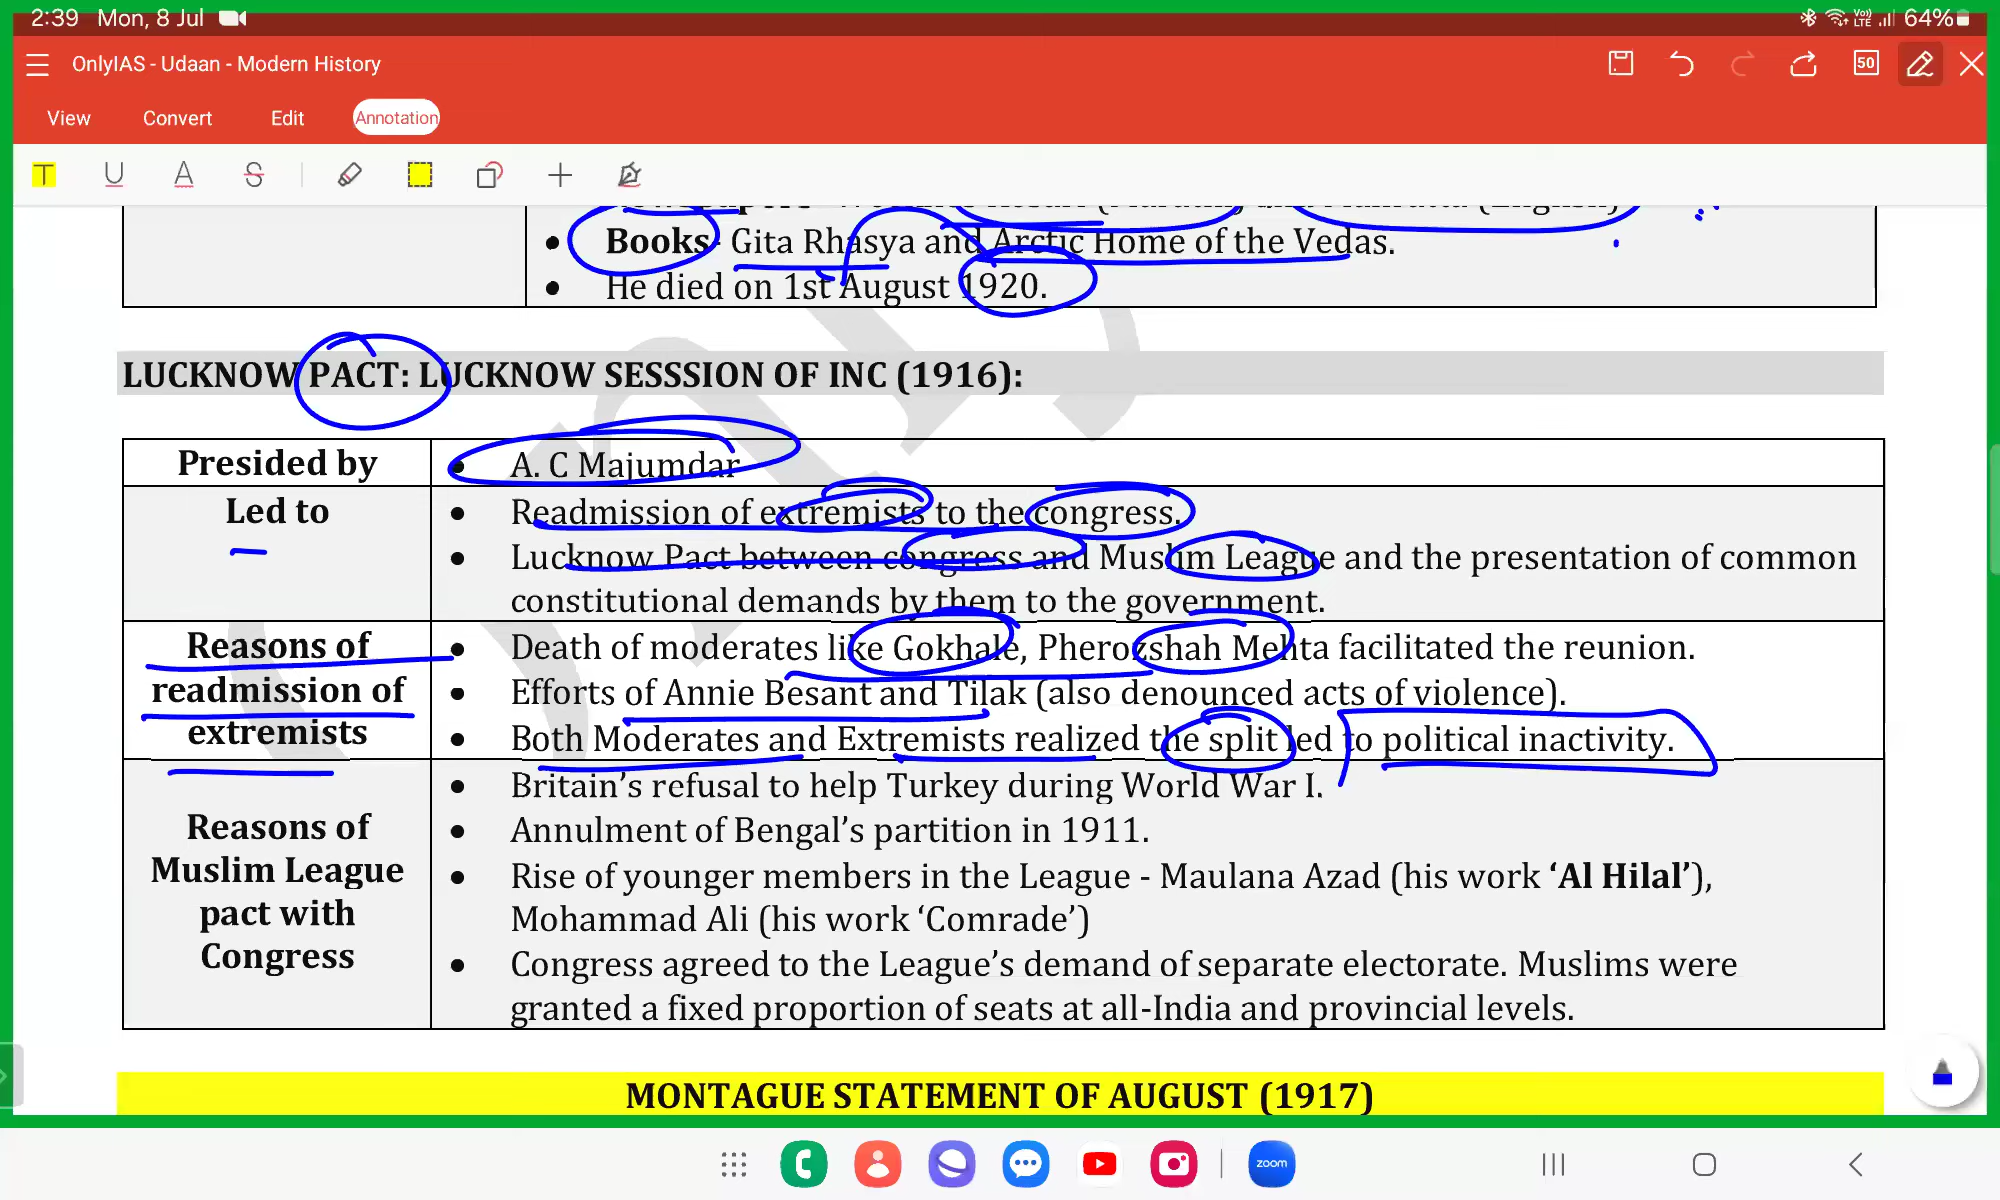 2:39 Mon, 8 Jul
Vo)) LTE 64%
OnlyIAS - Udaan - Modern History
50
View Convert Edit Annotation
T U A S
Books- Gita Rhasya and Arctic Home of the Vedas.
He died on 1st August 1920.
LUCKNOW PACT: LUCKNOW SESSSION OF INC (1916):
Presided by
A. C Majumdar
Led to
Readmission of extremists to the congress.
Lucknow Pact between congress and Muslim League and the presentation of common
constitutional demands by them to the government.
Reasons of
readmission of
extremists
Death of moderates like Gokhale, Pherozshah Mehta facilitated the reunion.
Efforts of Annie Besant and Tilak (also denounced acts of violence).
Both Moderates and Extremists realized the split led to political inactivity.
Reasons of
Muslim League
pact with
Congress
Britain’s refusal to help Turkey during World War I.
Annulment of Bengal’s partition in 1911.
Rise of younger members in the League - Maulana Azad (his work ‘Al Hilal’),
Mohammad Ali (his work ‘Comrade’)
Congress agreed to the League’s demand of separate electorate. Muslims were
granted a fixed proportion of seats at all-India and provincial levels.
MONTAGUE STATEMENT OF AUGUST (1917)
zoom